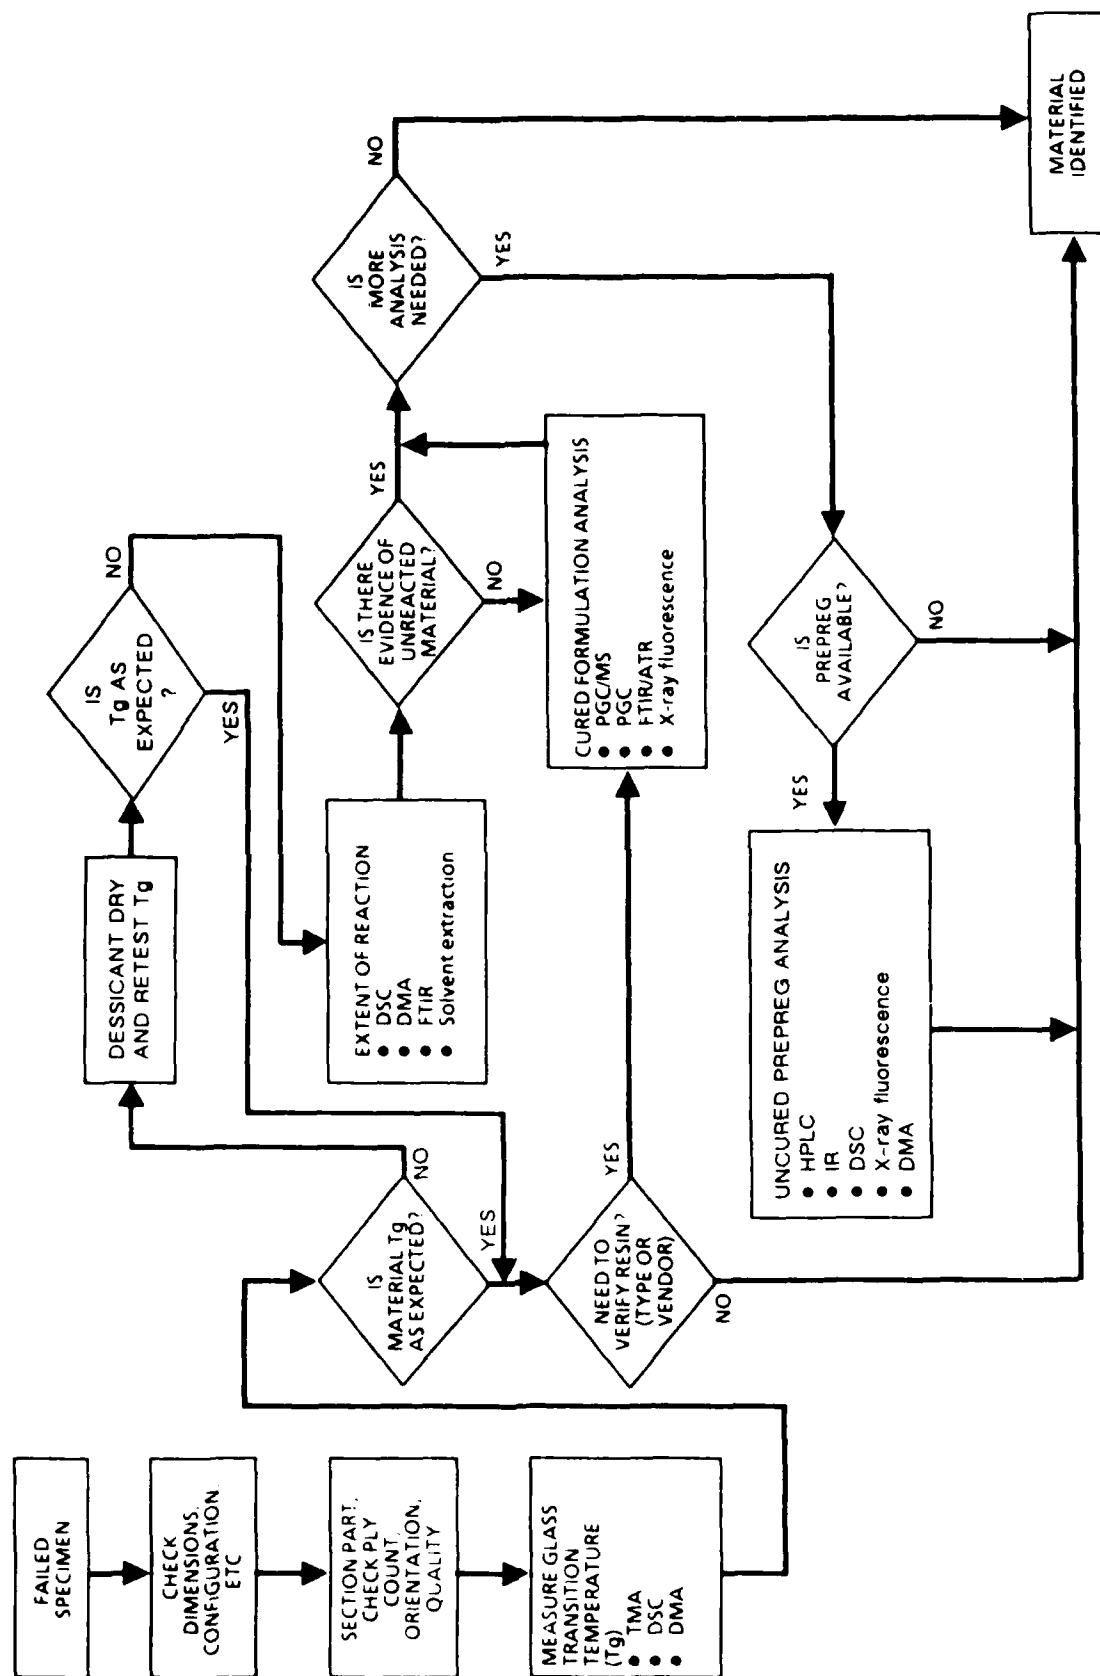 FAILED
SPECIMEN
CHECK
DIMENSIONS,
CONFIGURATION
ETC
SECTION PART,
CHECK PLY
COUNT,
ORIENTATION,
QUALITY
MEASURE GLASS
TRANSITION
TEMPERATURE
(Tg)
● TMA
● DSC
● DMA
IS
MATERIAL Tg
AS EXPECTED?
NO
YES
DESSICANT DRY
AND RETEST Tg
IS
Tg AS
EXPECTED
?
NO
YES
NEED TO
VERIFY RESIN?
(TYPE OR
VENDOR)
YES
NO
EXTENT OF REACTION
● DSC
● DMA
● FTIR
● Solvent extraction
IS THERE
EVIDENCE OF
UNREACTED
MATERIAL?
YES
NO
CURED FORMULATION ANALYSIS
● PGC/MS
● PGC
● FTIR/ATR
● X-ray fluorescence
IS
MORE
ANALYSIS
NEEDED?
NO
YES
IS
PREPREG
AVAILABLE?
YES
NO
UNCURED PREPREG ANALYSIS
● HPLC
● IR
● DSC
● X-ray fluorescence
● DMA
MATERIAL
IDENTIFIED